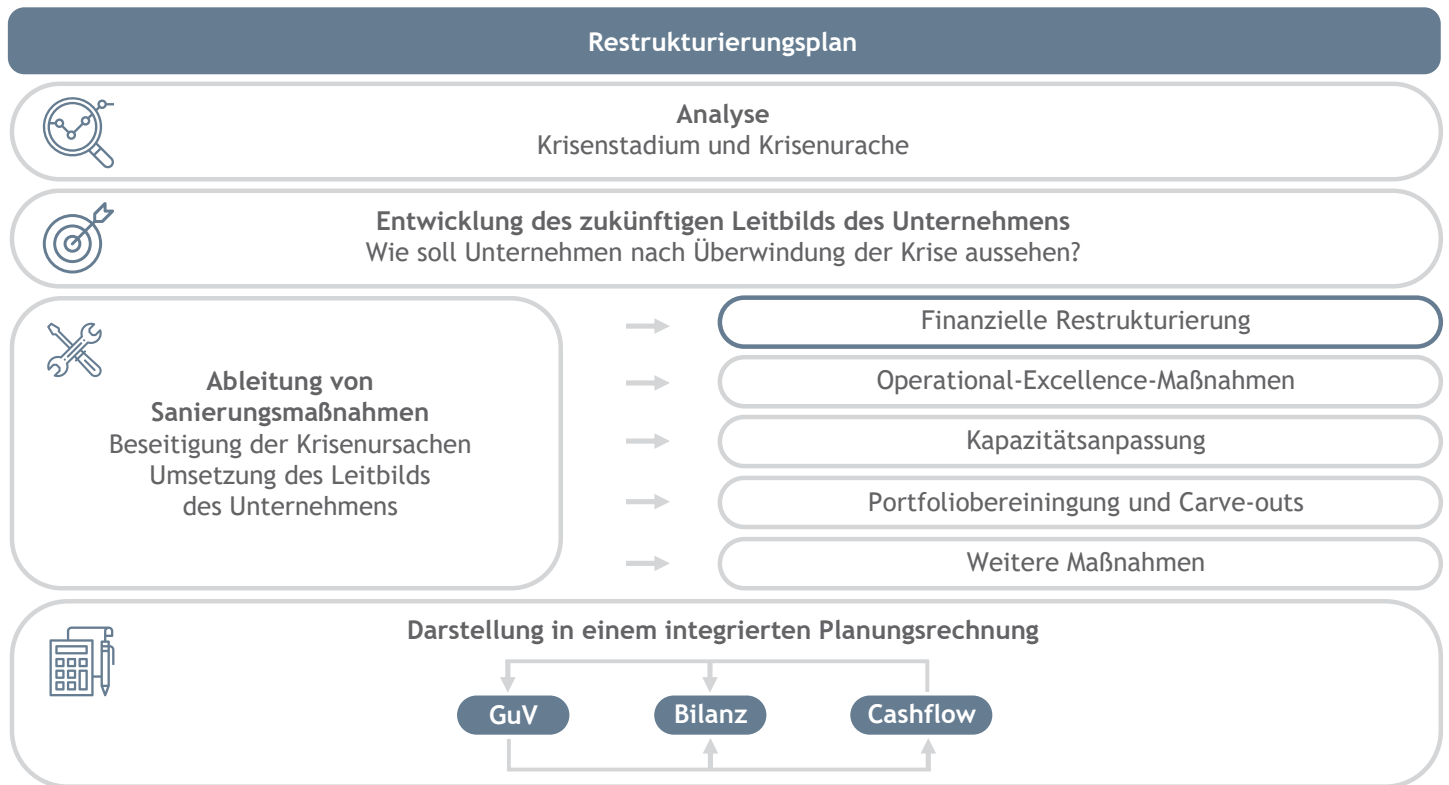 Restrukturierungsplan
Analyse
Krisenstadium und Krisenurache
Entwicklung des zukünftigen Leitbilds des Unternehmens
Wie soll Unternehmen nach Überwindung der Krise aussehen?
Ableitung von
Sanierungsmaßnahmen
Beseitigung der Krisenursachen
Umsetzung des Leitbilds
des Unternehmens
Finanzielle Restrukturierung
Operational-Excellence-Maßnahmen
Kapazitätsanpassung
Portfoliobereiningung und Carve-outs
Weitere Maßnahmen
Darstellung in einem integrierten Planungsrechnung
GuV
Bilanz
Cashflow